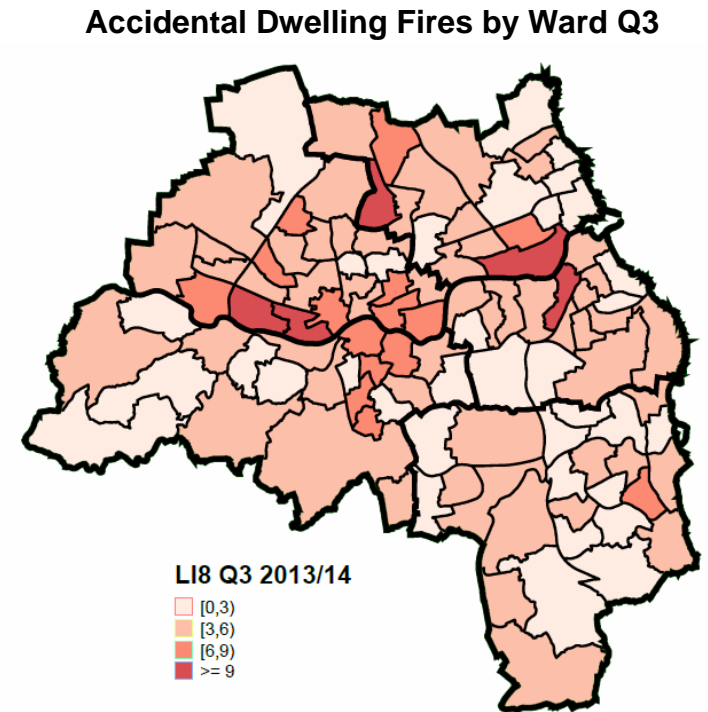 Accidental Dwelling Fires by Ward Q3
LI8 Q3 2013/14
[0,3)
[3,6)
[6,9)
>= 9